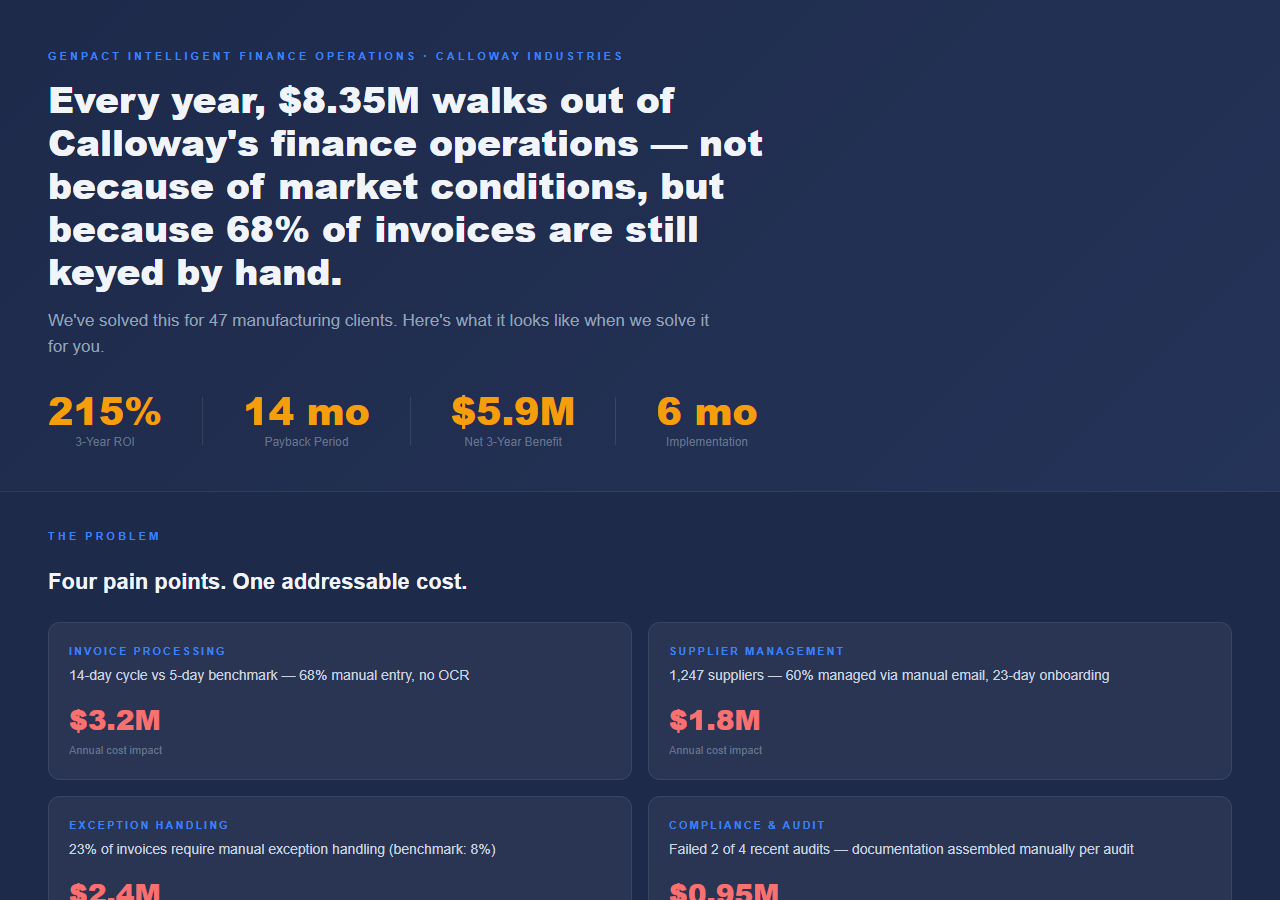 GENPACT INTELLIGENT FINANCE OPERATIONS · CALLOWAY INDUSTRIES
Every year, $8.35M walks out of
Calloway's finance operations — not
because of market conditions, but
because 68% of invoices are still
keyed by hand.
We've solved this for 47 manufacturing clients. Here's what it looks like when we solve it
for you.
215%
3-Year ROI
14 mo
Payback Period
$5.9M
Net 3-Year Benefit
6 mo
Implementation
THE PROBLEM
Four pain points. One addressable cost.
INVOICE PROCESSING
14-day cycle vs 5-day benchmark — 68% manual entry, no OCR
$3.2M
Annual cost impact
SUPPLIER MANAGEMENT
1,247 suppliers — 60% managed via manual email, 23-day onboarding
$1.8M
Annual cost impact
EXCEPTION HANDLING
23% of invoices require manual exception handling (benchmark: 8%)
$2.4M
COMPLIANCE & AUDIT
Failed 2 of 4 recent audits — documentation assembled manually per audit
$0.95M